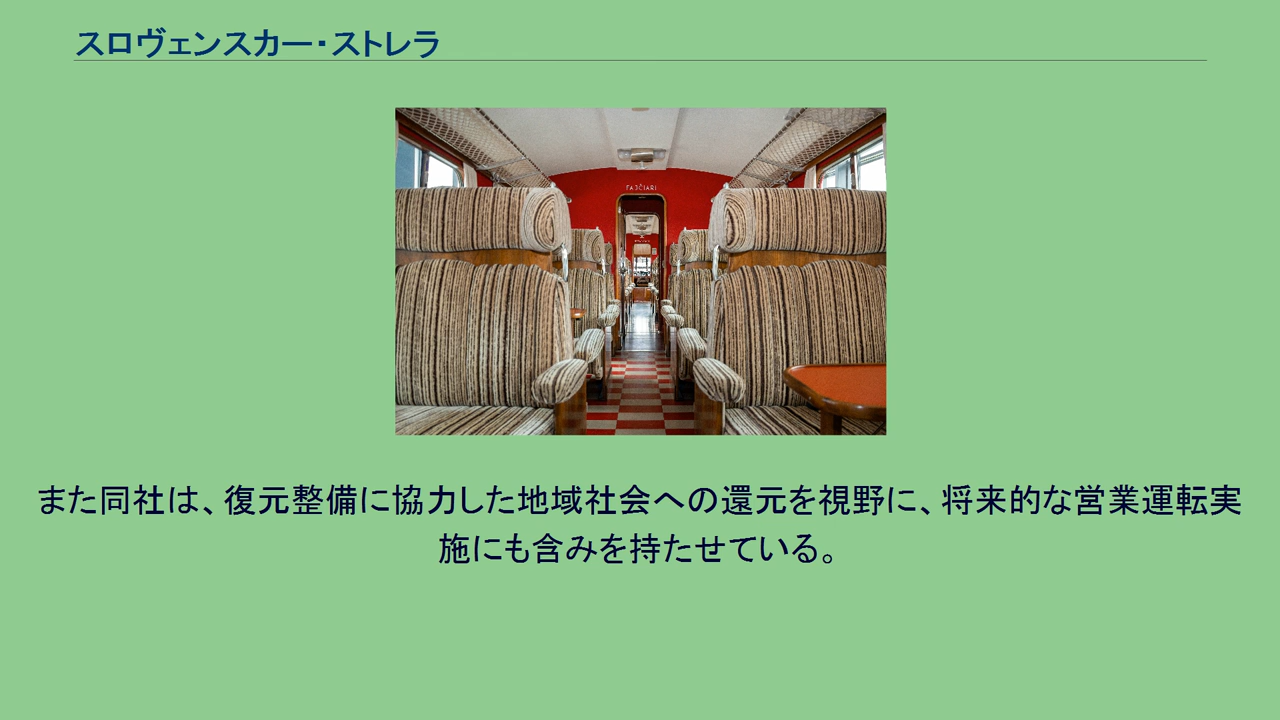 スロヴェンスカー・ストレラ
FAJČIARI
また同社は、復元整備に協力した地域社会への還元を視野に、将来的な営業運転実
施にも含みを持たせている。